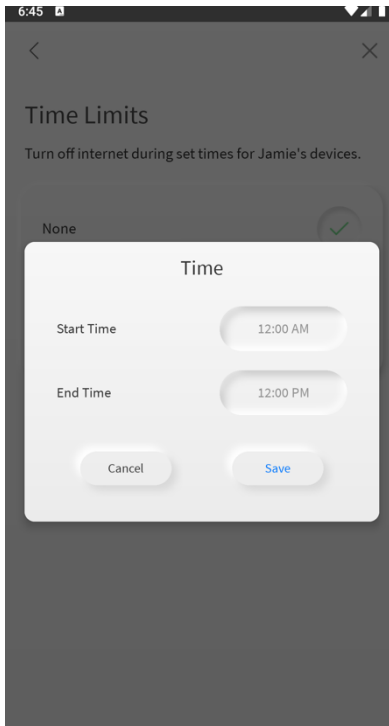 6:45 A
Time Limits
Turn off internet during set times for Jamie's devices.
None
Time
Start Time 12:00 AM
End Time 12:00 PM
Cancel Save